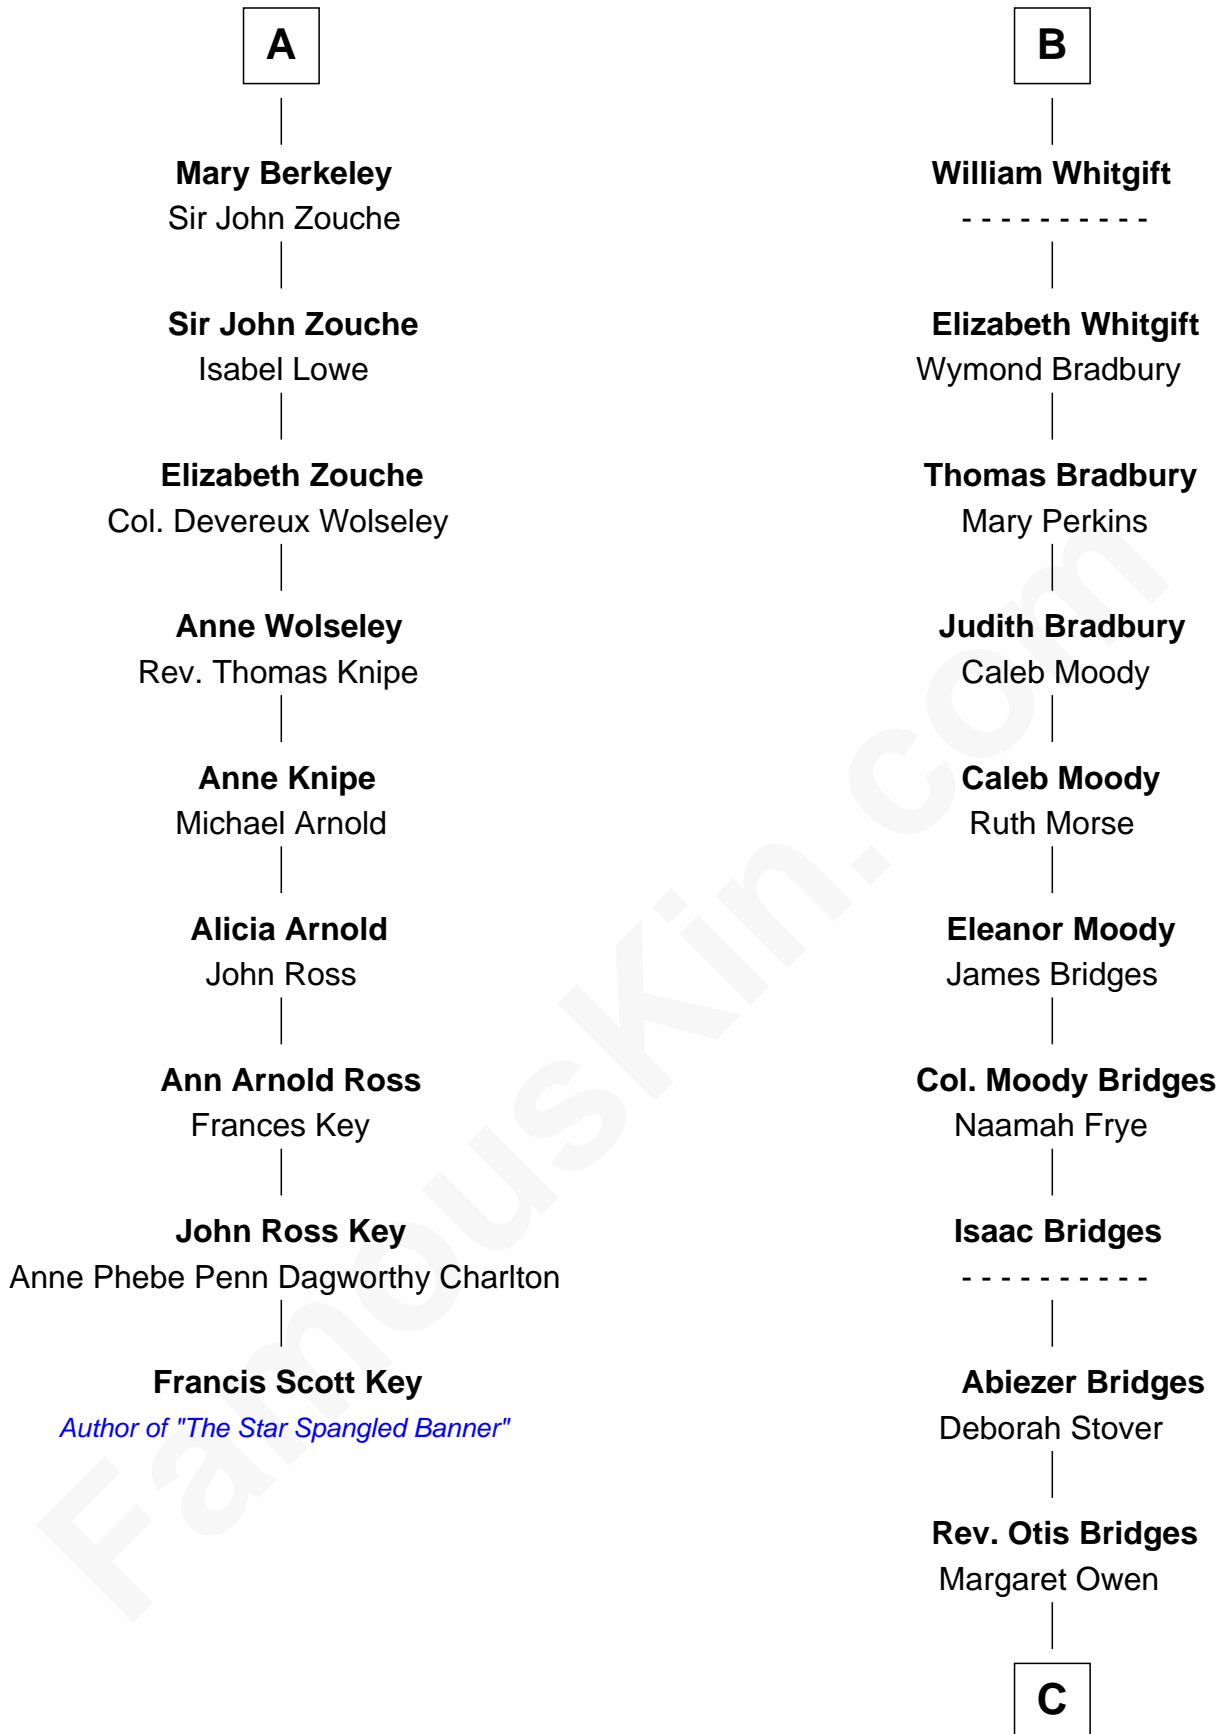 A
Mary Berkeley
Sir John Zouche
Sir John Zouche
Isabel Lowe
Elizabeth Zouche
Col. Devereux Wolseley
Anne Wolseley
Rev. Thomas Knipe
Anne Knipe
Michael Arnold
Alicia Arnold
John Ross
Ann Arnold Ross
Frances Key
John Ross Key
Anne Phebe Penn Dagworthy Charlton
Francis Scott Key
Author of "The Star Spangled Banner"
B
William Whitgift
- - - - - - - - - -
Elizabeth Whitgift
Wymond Bradbury
Thomas Bradbury
Mary Perkins
Judith Bradbury
Caleb Moody
Caleb Moody
Ruth Morse
Eleanor Moody
James Bridges
Col. Moody Bridges
Naamah Frye
Isaac Bridges
- - - - - - - - - -
Abiezer Bridges
Deborah Stover
Rev. Otis Bridges
Margaret Owen
C
FamousKin.com